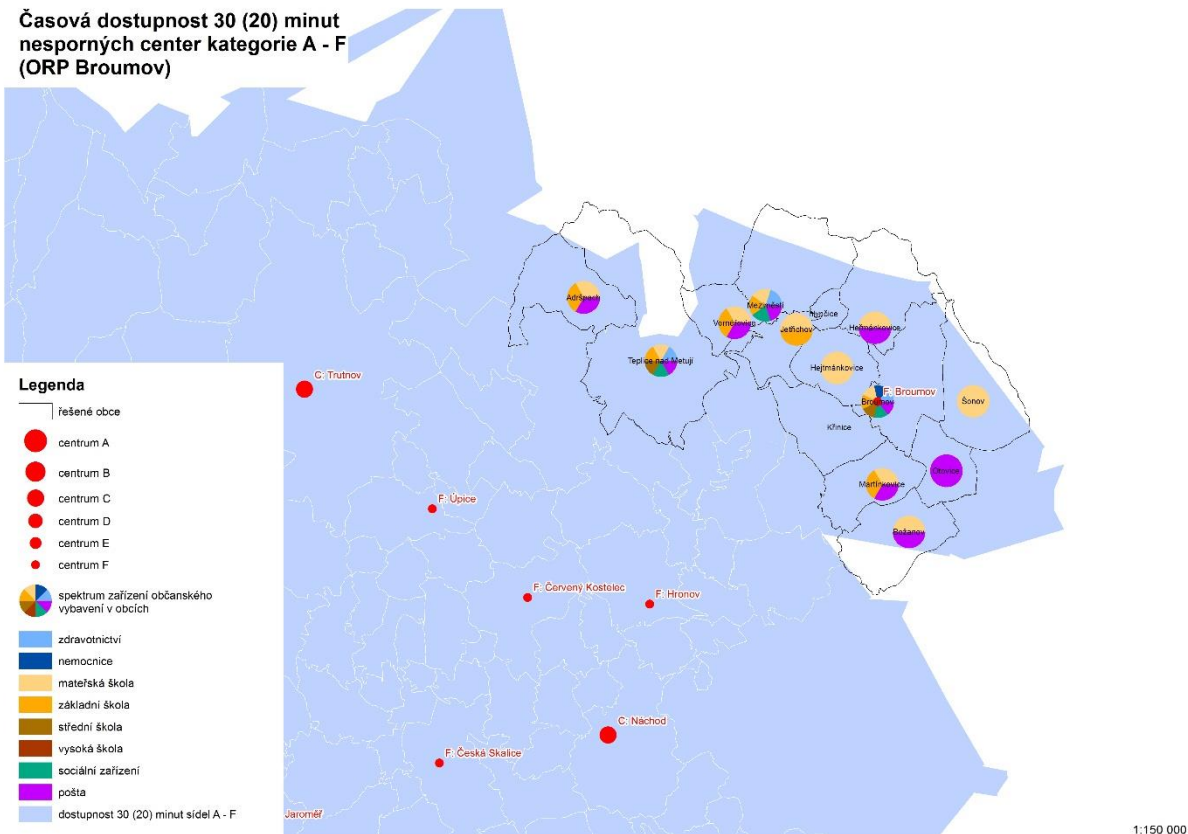 Časová dostupnost 30 (20) minut
nesporných center kategorie A - F
(ORP Broumov)
Adršpach
Meziměstí
Vernéřovice
Hynčice
Jetřichov
Heřmánkovice
Teplice nad Metují
Hejtmánkovice
F: Broumov
Broumov
Šonov
Křinice
Otovice
Martínkovice
Božanov
C: Trutnov
F: Úpice
F: Červený Kostelec
F: Hronov
C: Náchod
F: Česká Skalice
Jaroměř
Legenda
řešené obce
centrum A
centrum B
centrum C
centrum D
centrum E
centrum F
spektrum zařízení občanského
vybavení v obcích
zdravotnictví
nemocnice
mateřská škola
základní škola
střední škola
vysoká škola
sociální zařízení
pošta
dostupnost 30 (20) minut sídel A - F
1:150 000